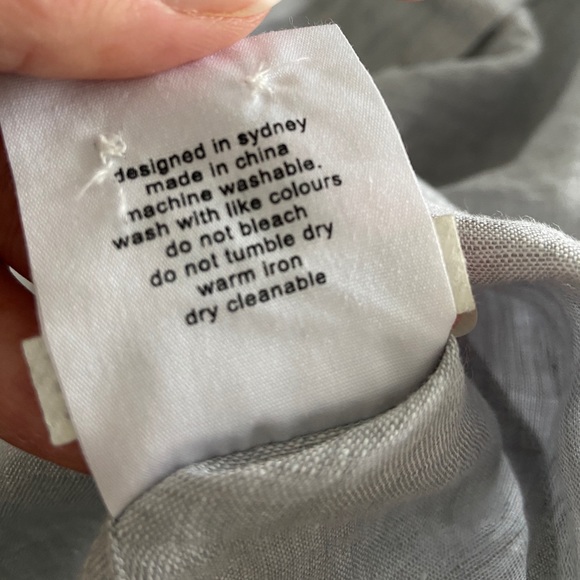 designed in sydney
made in china
machine washable.
wash with like colours
do not bleach
do not tumble dry
warm iron
dry cleanable